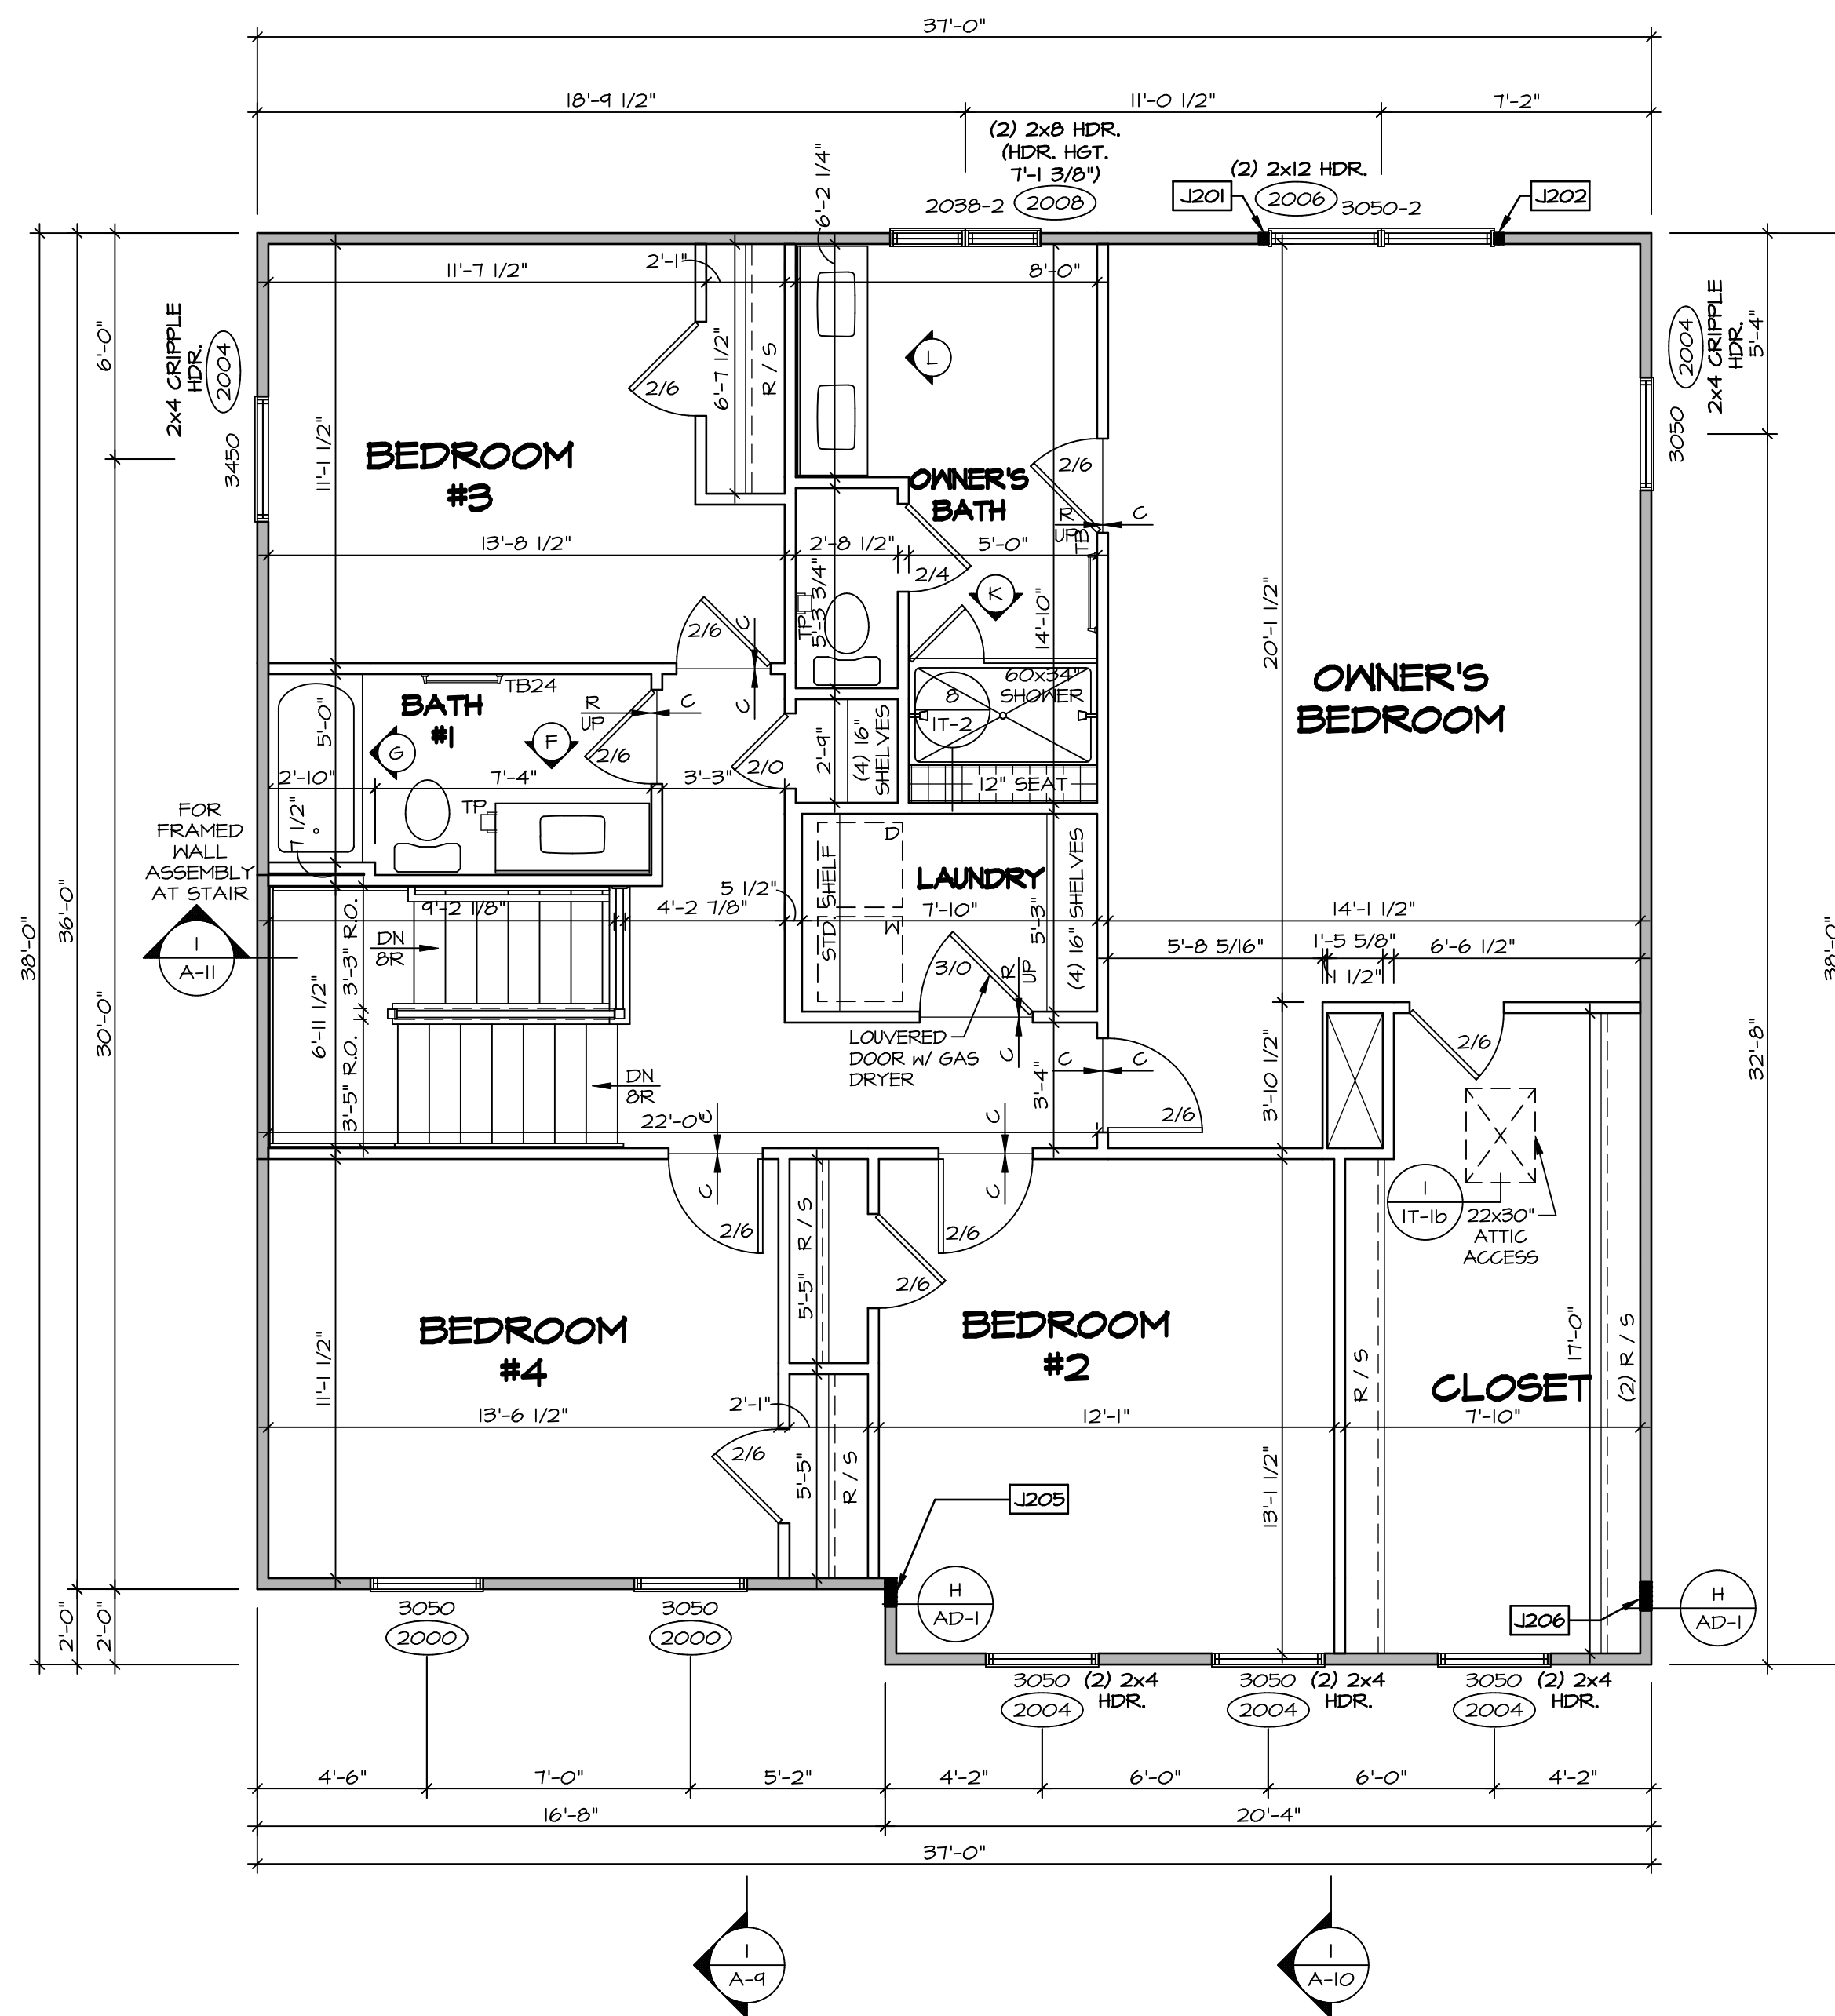 37'-0"
18'-9 1/2"
11'-0 1/2"
7'-2"
(2) 2x8 HDR.
(HDR. HGT.
7'-1 3/8")
2038-2
2008
(2) 2x12 HDR.
J201
2006
3050-2
J202
6'-2 1/4"
6'-0"
2x4 CRIPPLE
HDR.
2004
3450
2004
3050
2x4 CRIPPLE
HDR.
5'-4"
11'-7 1/2"
2'-1"
8'-0"
2/6
6'-7 1/2"
R / S
L
11'-1 1/2"
BEDROOM
#3
OWNER'S
BATH
2/6
R
UP
C
TB
13'-8 1/2"
2'-8 1/2"
5'-0"
2/4
K
5'-3 3/4"
TP
14'-10"
20'-1 1/2"
2/6
C
C
OWNER'S
BEDROOM
60x34"
SHOWER
8
IT-2
TB24
BATH
#1
R
UP
C
G
F
2/6
5'-0"
2'-10"
7'-4"
3'-3"
2/0
2'-9"
(4) 16"
SHELVES
12" SEAT
7 1/2"
TP
FOR
FRAMED
WALL
ASSEMBLY
AT STAIR
1
A-11
D
W
STD. SHELF
LAUNDRY
5 1/2"
9'-2 1/8"
4'-2 7/8"
7'-10"
5'-3"
(4) 16" SHELVES
14'-1 1/2"
5'-8 5/16"
1'-5 5/8"
6'-6 1/2"
1 1/2"
DN
8R
3'-3" R.O.
3/0
R
UP
C
6'-11 1/2"
3'-5" R.O.
DN
8R
LOUVERED
DOOR W/ GAS
DRYER
C
C
3'-4"
2/6
3'-10 1/2"
2/6
22'-0"
C
C
C
C
2/6
2/6
R / S
5'-5"
2/6
1
IT-1b
22x30"
ATTIC
ACCESS
38'-0"
36'-0"
30'-0"
38'-0"
32'-8"
BEDROOM
#4
BEDROOM
#2
11'-1 1/2"
17'-0"
(2) R / S
R / S
CLOSET
13'-6 1/2"
2'-1"
12'-1"
7'-10"
2/6
5'-5"
R / S
13'-1 1/2"
J205
H
AD-1
J206
H
AD-1
2'-0"
2'-0"
3050
2000
3050
2000
3050
(2) 2x4
HDR.
2004
3050
(2) 2x4
HDR.
2004
3050
(2) 2x4
HDR.
2004
4'-6"
7'-0"
5'-2"
4'-2"
6'-0"
6'-0"
4'-2"
16'-8"
20'-4"
37'-0"
1
A-9
1
A-10